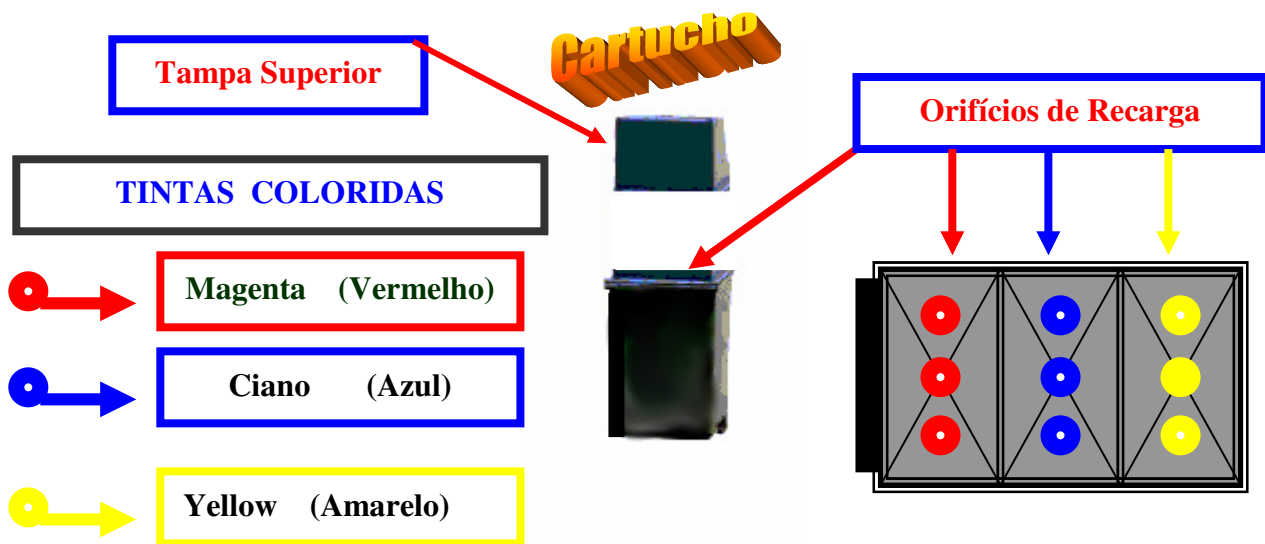 Cartucho
Tampa Superior
Orifícios de Recarga
TINTAS COLORIDAS
Magenta (Vermelho)
Ciano (Azul)
Yellow (Amarelo)